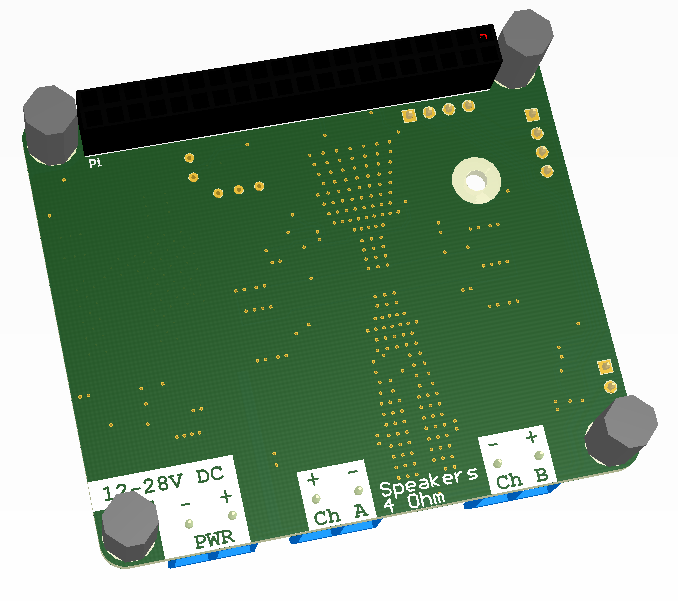 P1
12-28V DC
- +
PWR
+ -
Ch A
Speakers
4 Ohm
- +
Ch B